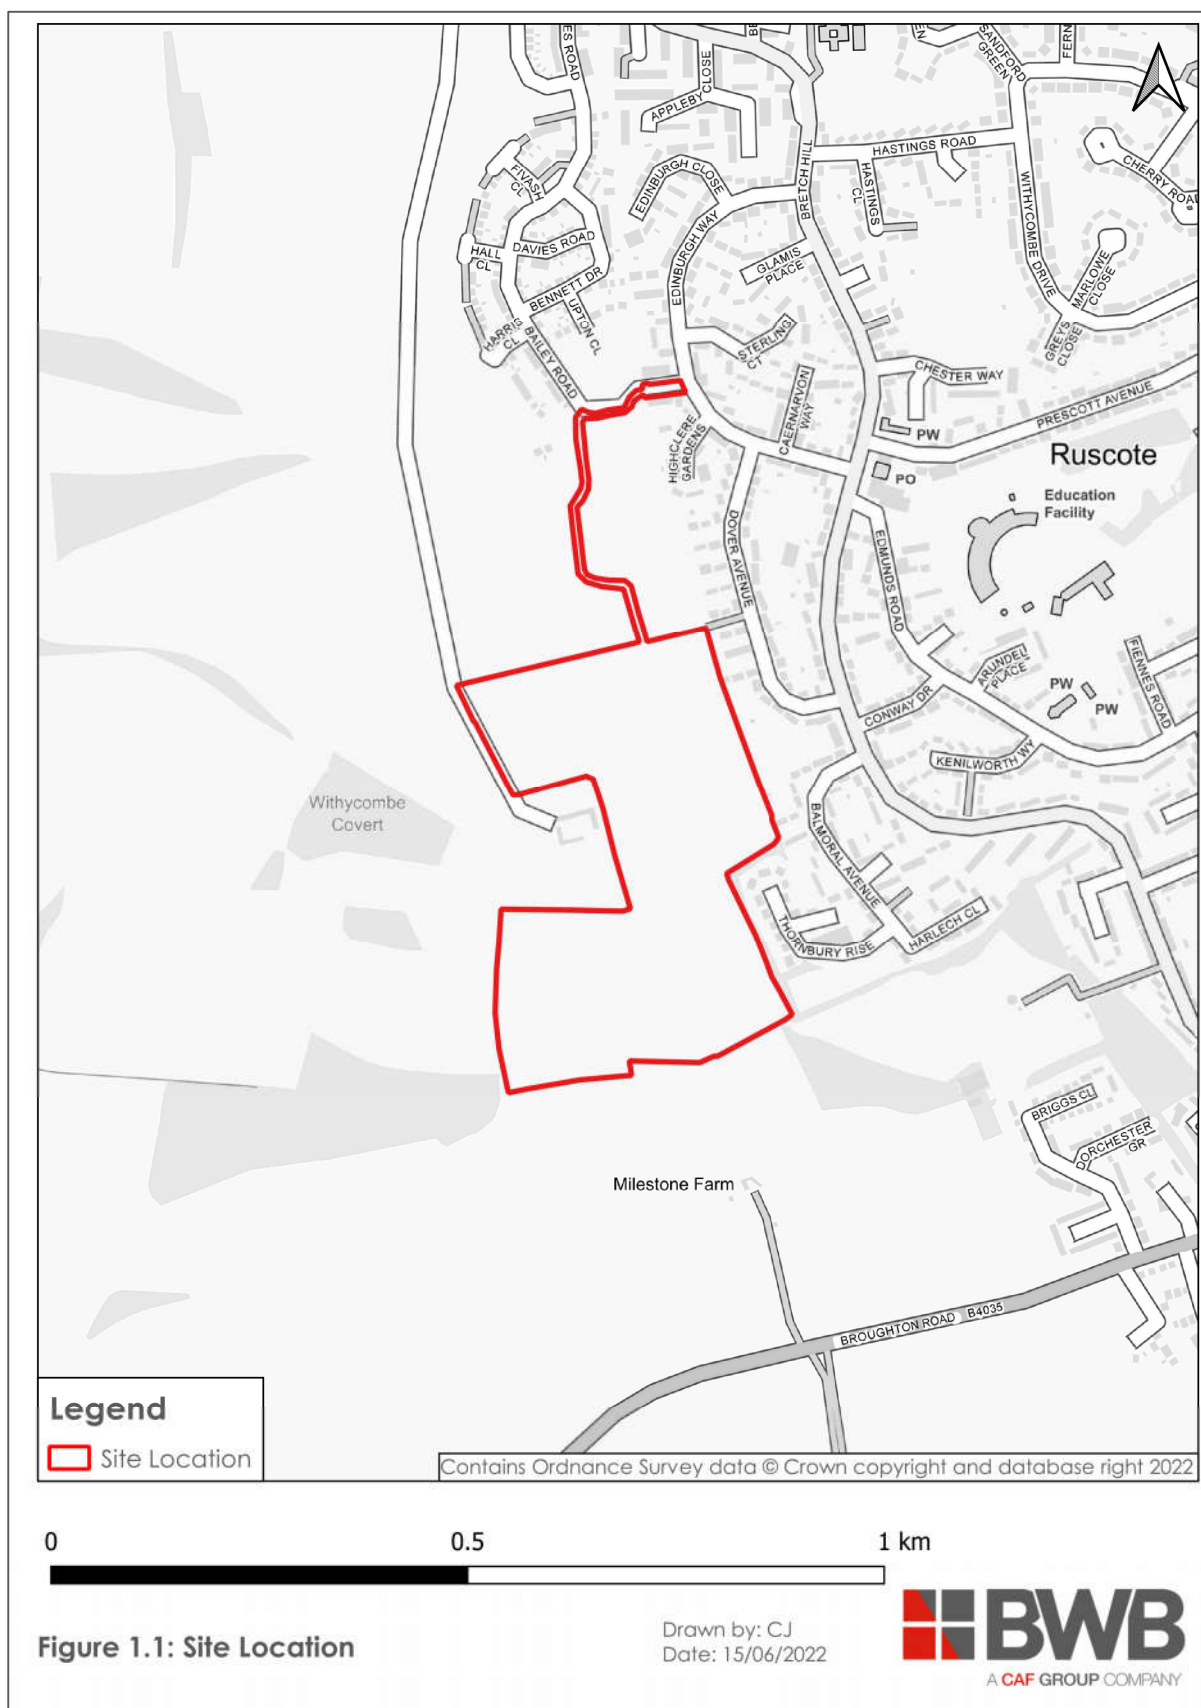 ES ROAD
APPLEBY CLOSE
BE
EN
SANDFORD GREEN
FERN
HASTINGS ROAD
BRETCH HILL
HASTINGS CL
WITHYCOMBE DRIVE
CHERRY ROAD
FIVASH CL
EDINBURGH CLOSE
EDINBURGH WAY
HALL CL
DAVIES ROAD
GLAMIS PLACE
MARLOWE CLOSE
BENNETT DR
UPTON CL
HARRIS CL
BAILEY ROAD
STERLING CT
GREYS CLOSE
CHESTER WAY
CAERNARVON WAY
PRESCOTT AVENUE
HIGHCLERE GARDENS
PW
Ruscote
PO
Education
Facility
DOVER AVENUE
EDMUNDS ROAD
ARUNDEL PLACE
FIENNES ROAD
PW
PW
CONWAY DR
KENILWORTH WY
Withycombe
Covert
BALMORAL AVENUE
THORNBURY RISE
HARLECH CL
BRIGGS CL
DORCHESTER GR
Milestone Farm
BROUGHTON ROAD B4035
Legend
Site Location
Contains Ordnance Survey data © Crown copyright and database right 2022
0 0.5 1 km
Figure 1.1: Site Location
Drawn by: CJ
Date: 15/06/2022
BWB
A CAF GROUP COMPANY